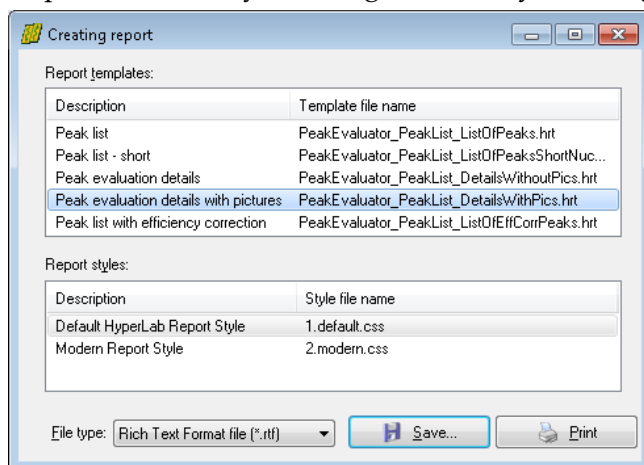 Creating report
Report templates:
Description Template file name
Peak list PeakEvaluator_PeakList_ListOfPeaks.hrt
Peak list - short PeakEvaluator_PeakList_ListOfPeaksShortNuc...
Peak evaluation details PeakEvaluator_PeakList_DetailsWithoutPics.hrt
Peak evaluation details with pictures PeakEvaluator_PeakList_DetailsWithPics.hrt
Peak list with efficiency correction PeakEvaluator_PeakList_ListOfEffCorrPeaks.hrt
Report styles:
Description Style file name
Default HyperLab Report Style 1.default.css
Modern Report Style 2.modern.css
File type: Rich Text Format file (*.rtf) Save... Print